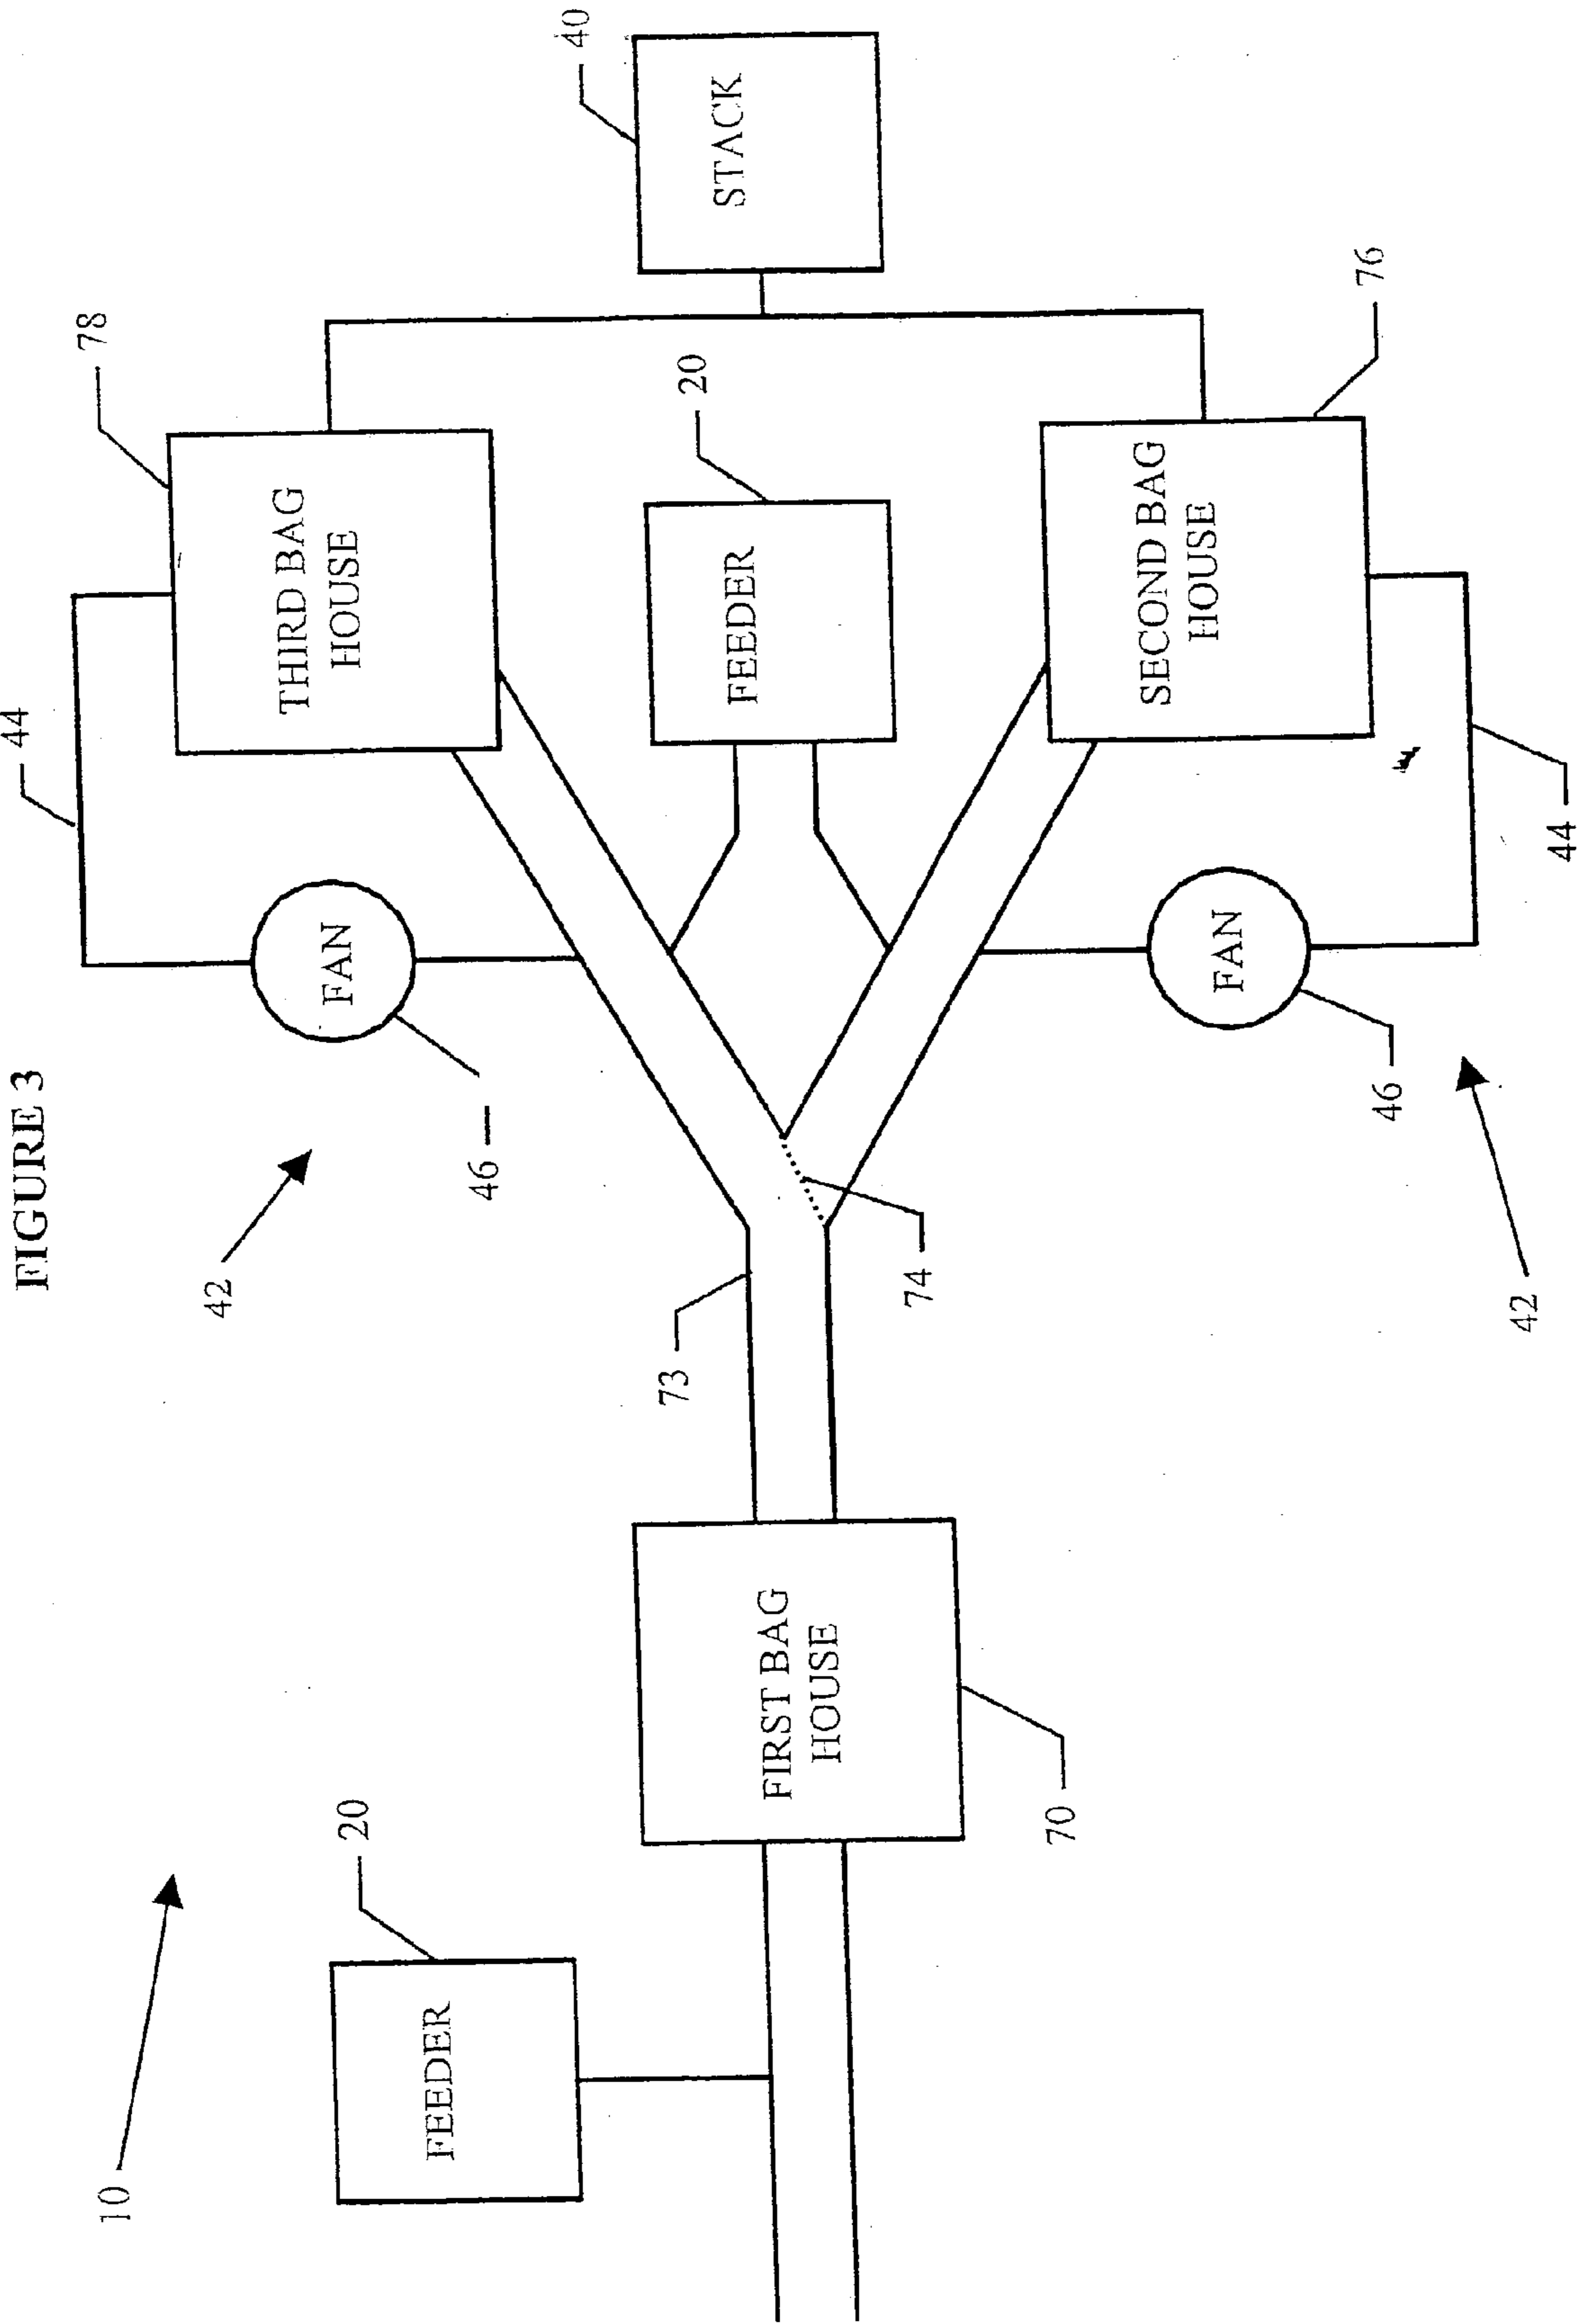 FIGURE 3
10
20
FEEDER
FIRST BAG
HOUSE
70
73
74
42
42
46
FAN
44
46
FAN
44
THIRD BAG
HOUSE
78
FEEDER
20
SECOND BAG
HOUSE
76
STACK
40